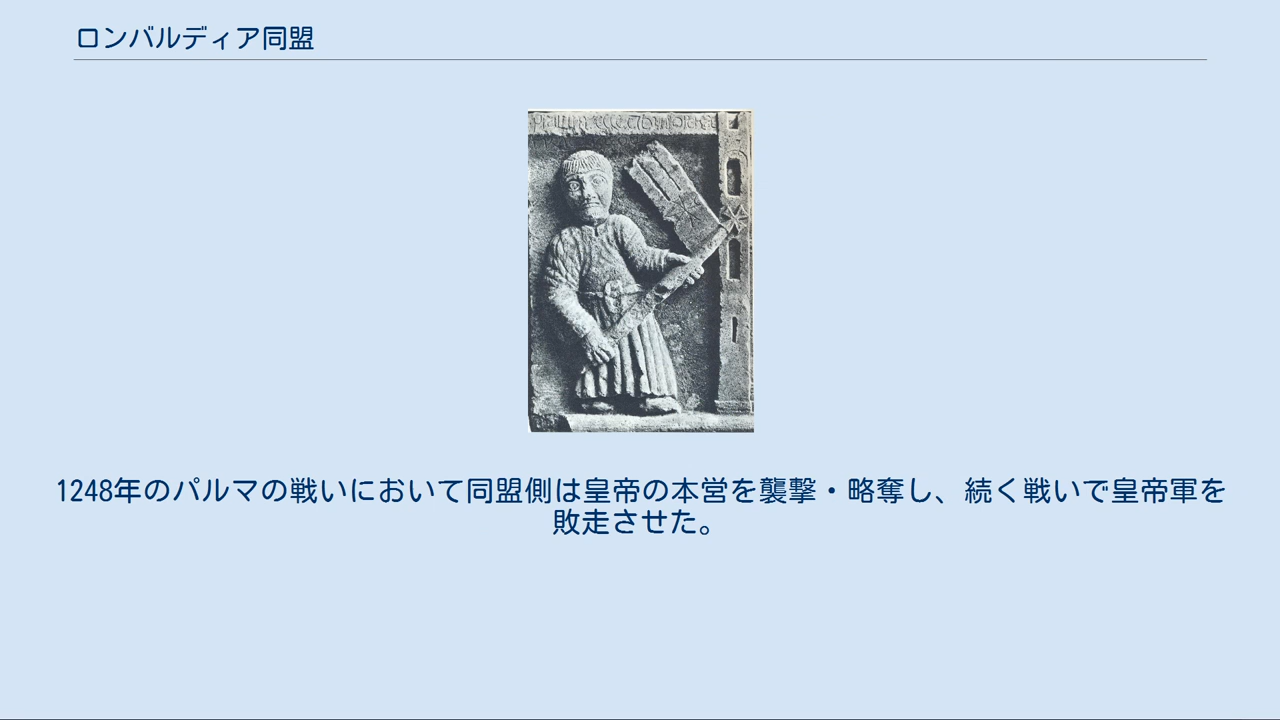 ロンバルディア同盟
1248年のパルマの戦いにおいて同盟側は皇帝の本営を襲撃・略奪し、続く戦いで皇帝軍を
敗走させた。